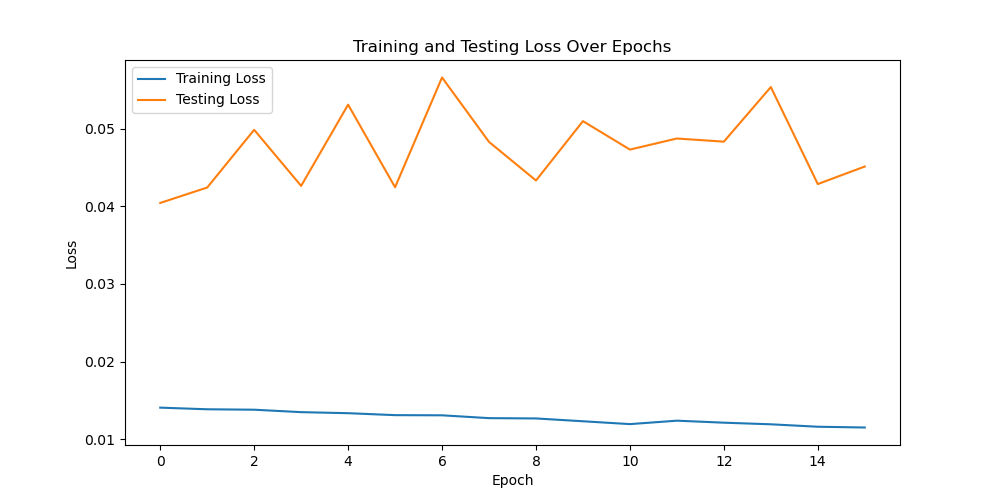 Training and Testing Loss Over Epochs
Training Loss
Testing Loss
0.05
0.04
0.03
0.02
0.01
Loss
0 2 4 6 8 10 12 14
Epoch